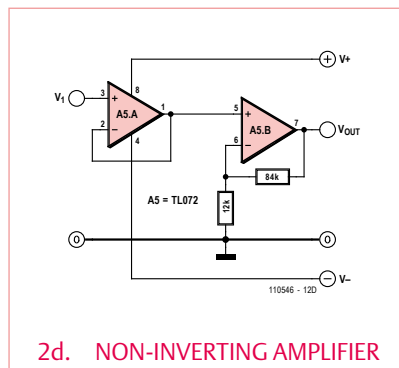 V+
8
V1
3
+
1
A5.A
2
−
4
5
+
7
A5.B
VOUT
6
−
84k
A5 = TL072
12k
0
0
V−
110546 - 12D
2d. NON-INVERTING AMPLIFIER